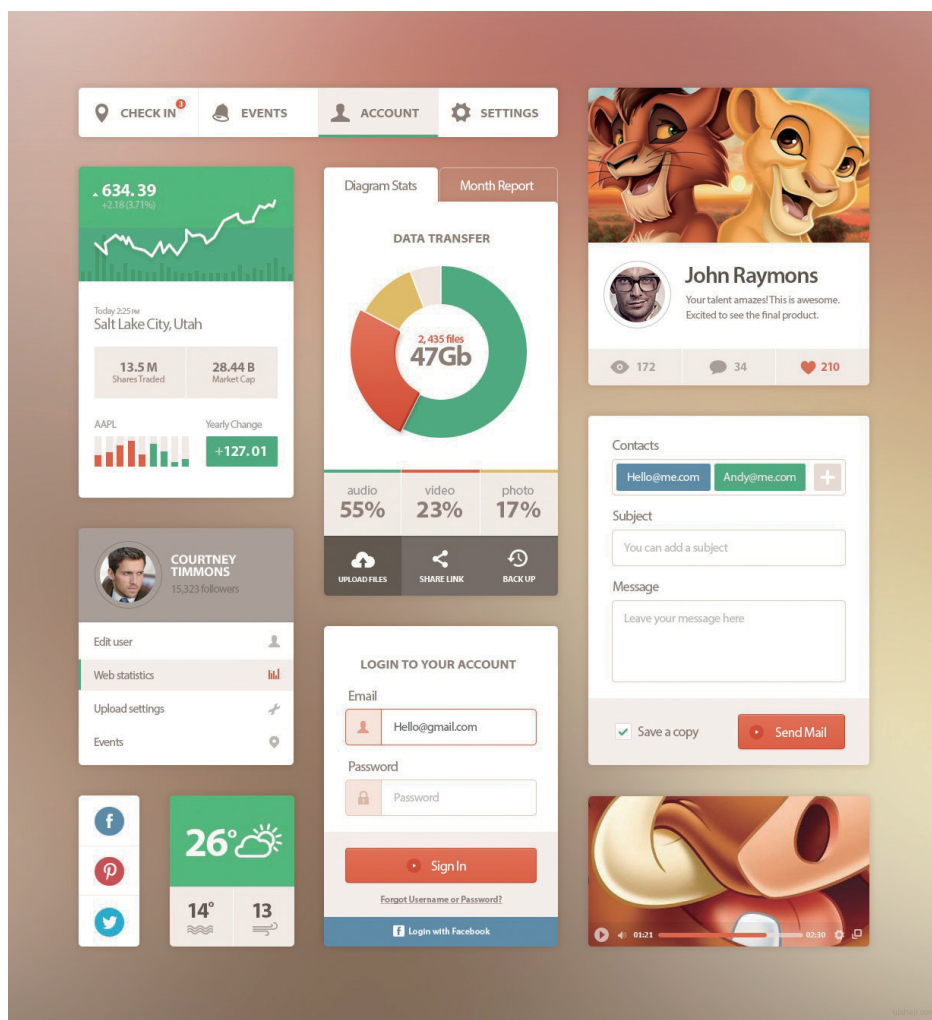 CHECK IN
3
EVENTS
ACCOUNT
SETTINGS
634.39
+2.18 (3,71%)
Today 2:25 PM
Salt Lake City, Utah
13.5 M
Shares Traded
28.44 B
Market Cap
AAPL
Yearly Change
+127.01
COURTNEY
TIMMONS
15,323 followers
Edit user
Web statistics
Upload settings
Events
26°
14°
13
Diagram Stats
Month Report
DATA TRANSFER
2, 435 files
47Gb
audio
55%
video
23%
photo
17%
UPLOAD FILES
SHARE LINK
BACK UP
LOGIN TO YOUR ACCOUNT
Email
Hello@gmail.com
Password
Password
Sign In
Forgot Username or Password?
Login with Facebook
John Raymons
Your talent amazes! This is awesome.
Excited to see the final product.
172
34
210
Contacts
Hello@me.com
Andy@me.com
Subject
You can add a subject
Message
Leave your message here
Save a copy
Send Mail
01:21
02:30